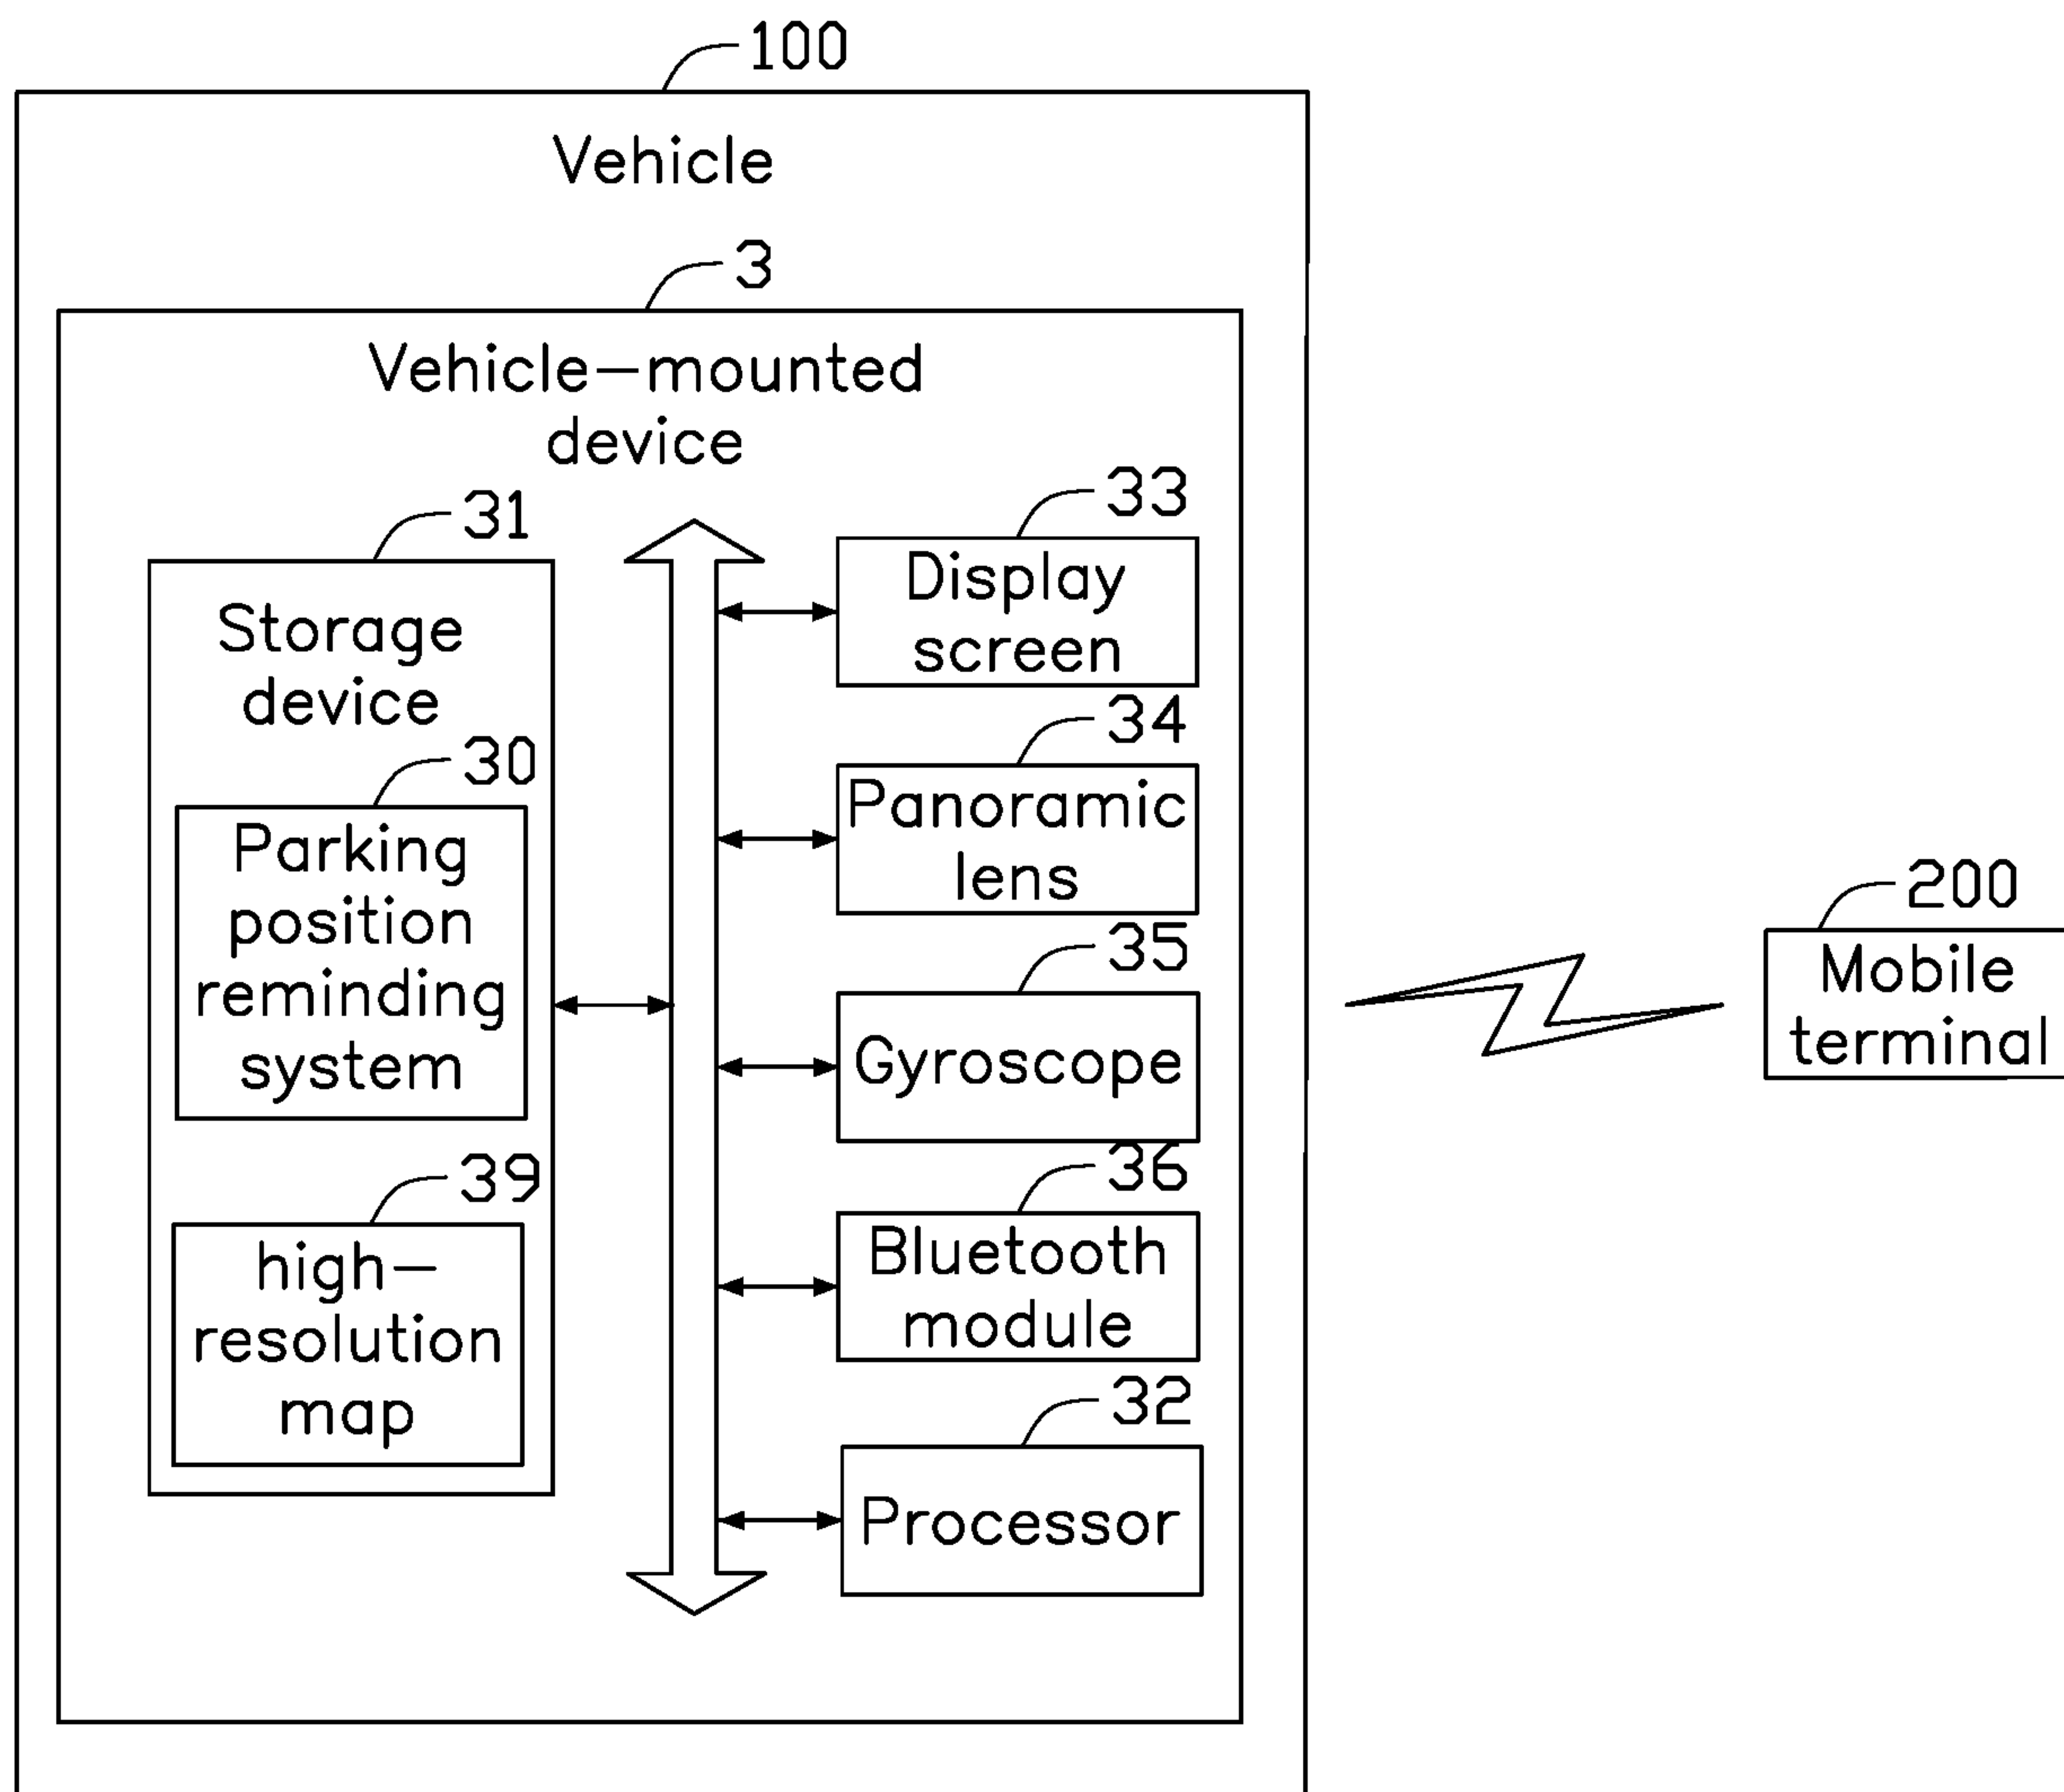 100
Vehicle
3
Vehicle-mounted
device
31
Storage
device
30
Parking
position
reminding
system
39
high-
resolution
map
33
Display
screen
34
Panoramic
lens
35
Gyroscope
36
Bluetooth
module
32
Processor
200
Mobile
terminal